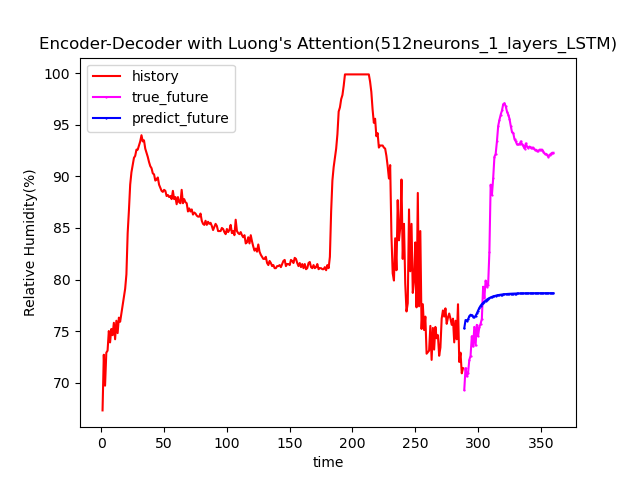 Encoder-Decoder with Luong's Attention(512neurons_1_layers_LSTM)
history
true_future
predict_future
Relative Humidity(%)
100
95
90
85
80
75
70
0
50
100
150
200
250
300
350
time